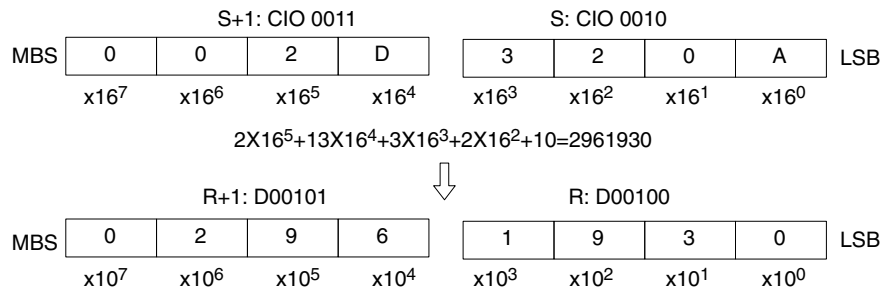 S+1: CIO 0011 S: CIO 0010
MBS 0 0 2 D 3 2 0 A LSB
x16⁷ x16⁶ x16⁵ x16⁴ x16³ x16² x16¹ x16⁰
2X16⁵+13X16⁴+3X16³+2X16²+10=2961930
R+1: D00101 R: D00100
MBS 0 2 9 6 1 9 3 0 LSB
x10⁷ x10⁶ x10⁵ x10⁴ x10³ x10² x10¹ x10⁰